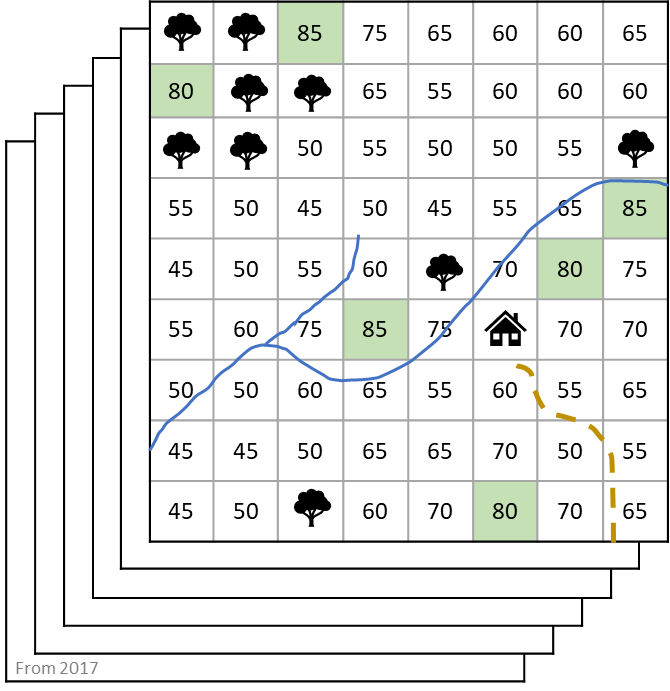 85 75 65 60 60 65
80 65 55 60 60 60
50 55 50 50 55
55 50 45 50 45 55 65 85
45 50 55 60 70 80 75
55 60 75 85 75 70 70
50 50 60 65 55 60 55 65
45 45 50 65 65 70 50 55
45 50 60 70 80 70 65
From 2017